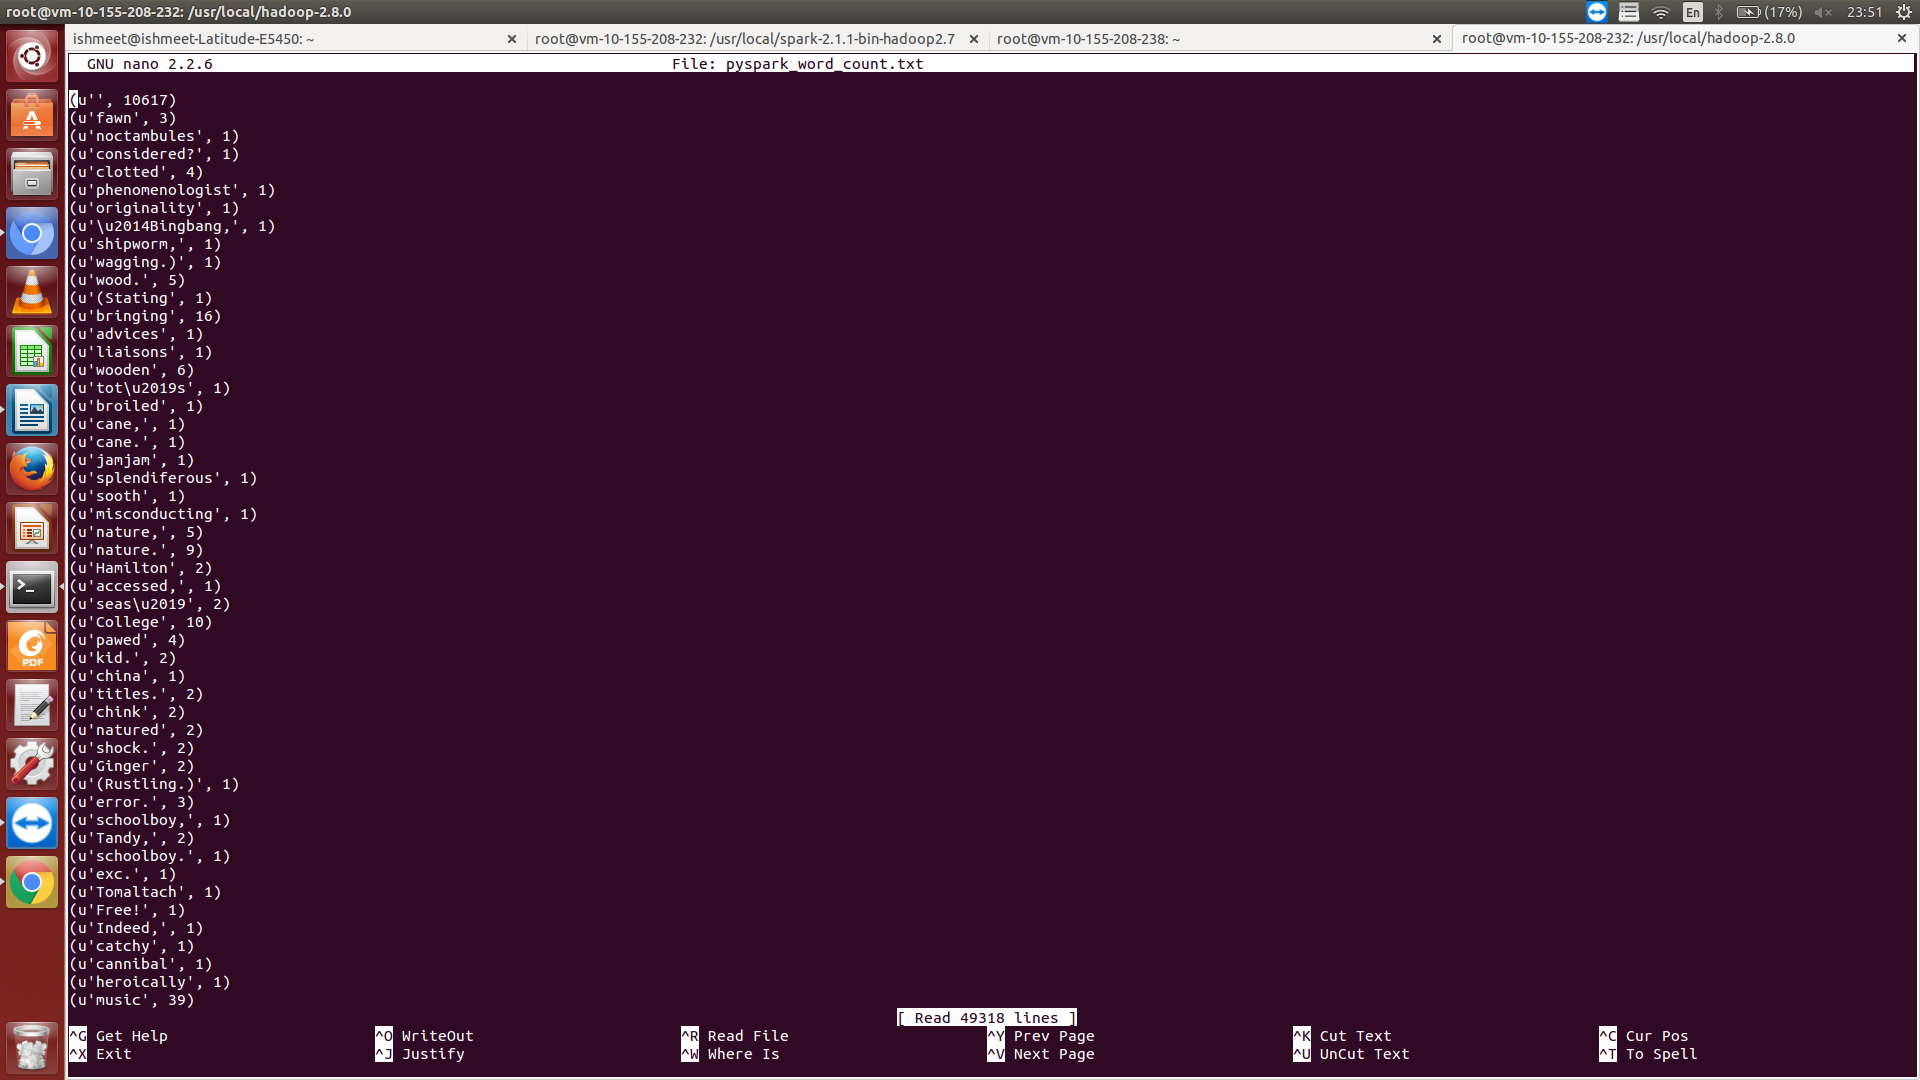 root@vm-10-155-208-232: /usr/local/hadoop-2.8.0
En
(17%)
23:51
ishmeet@ishmeet-Latitude-E5450: ~
root@vm-10-155-208-232: /usr/local/spark-2.1.1-bin-hadoop2.7
root@vm-10-155-208-238: ~
root@vm-10-155-208-232: /usr/local/hadoop-2.8.0
GNU nano 2.2.6 File: pyspark_word_count.txt
(u'', 10617)
(u'fawn', 3)
(u'noctambules', 1)
(u'considered?', 1)
(u'clotted', 4)
(u'phenomenologist', 1)
(u'originality', 1)
(u'\u2014Bingbang,', 1)
(u'shipworm,', 1)
(u'wagging.)', 1)
(u'wood.', 5)
(u'(Stating', 1)
(u'bringing', 16)
(u'advices', 1)
(u'liaisons', 1)
(u'wooden', 6)
(u'tot\u2019s', 1)
(u'broiled', 1)
(u'cane,', 1)
(u'cane.', 1)
(u'jamjam', 1)
(u'splendiferous', 1)
(u'sooth', 1)
(u'misconducting', 1)
(u'nature,', 5)
(u'nature.', 9)
(u'Hamilton', 2)
(u'accessed,', 1)
(u'seas\u2019', 2)
(u'College', 10)
(u'pawed', 4)
(u'kid.', 2)
(u'china', 1)
(u'titles.', 2)
(u'chink', 2)
(u'natured', 2)
(u'shock.', 2)
(u'Ginger', 2)
(u'(Rustling.)', 1)
(u'error.', 3)
(u'schoolboy,', 1)
(u'Tandy,', 2)
(u'schoolboy.', 1)
(u'exc.', 1)
(u'Tomaltach', 1)
(u'Free!', 1)
(u'Indeed,', 1)
(u'catchy', 1)
(u'cannibal', 1)
(u'heroically', 1)
(u'music', 39)
[ Read 49318 lines ]
^G Get Help ^O WriteOut ^R Read File ^Y Prev Page ^K Cut Text ^C Cur Pos
^X Exit ^J Justify ^W Where Is ^V Next Page ^U UnCut Text ^T To Spell
PDF